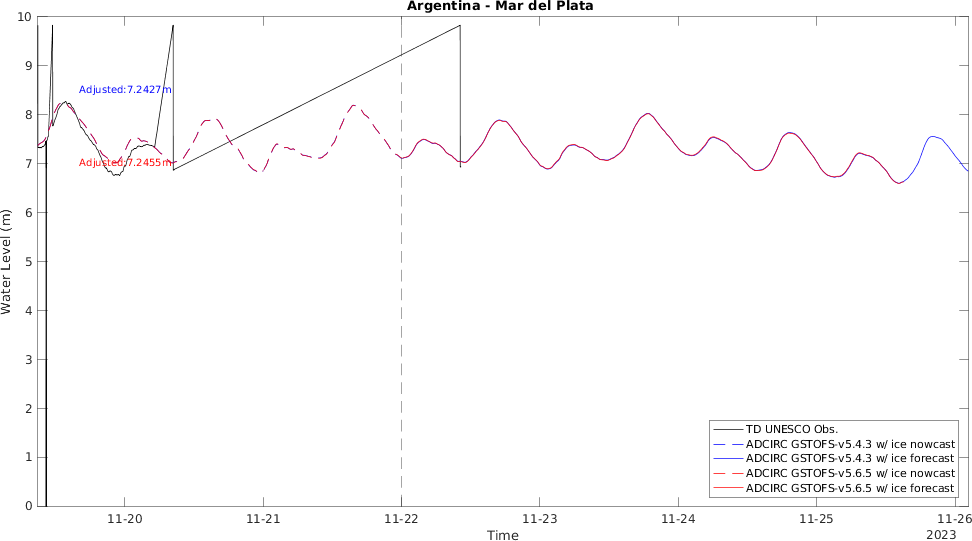 Argentina - Mar del Plata
10
9
8
7
6
5
4
3
2
1
0
Water Level (m)
Adjusted:7.2427m
Adjusted:7.2455m
TD UNESCO Obs.
ADCIRC GSTOFS-v5.4.3 w/ ice nowcast
ADCIRC GSTOFS-v5.4.3 w/ ice forecast
ADCIRC GSTOFS-v5.6.5 w/ ice nowcast
ADCIRC GSTOFS-v5.6.5 w/ ice forecast
11-20 11-21 11-22 11-23 11-24 11-25 11-26
Time
2023